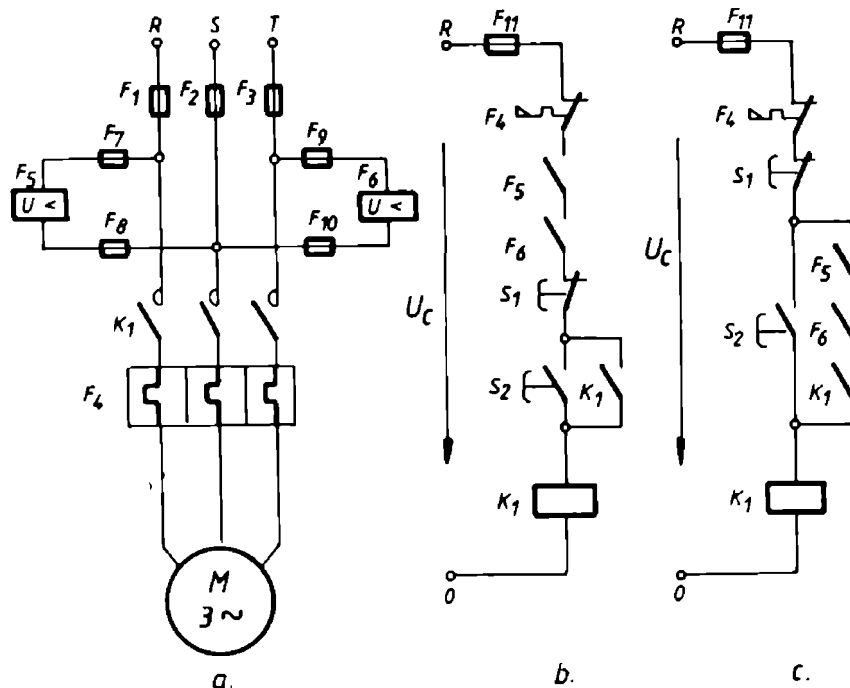 R S T
F1 F2 F3
F7 F9
F5 U < F6 U <
F8 F10
K1
F4
M
3 ~
a.
R F11
F4
F5
F6
S1
UC
S2 K1
K1
0
b.
R F11
F4
S1
UC
F5
S2 F6
K1
K1
0
c.